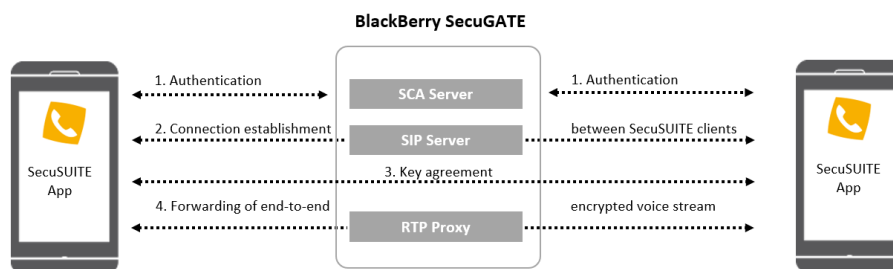 BlackBerry SecuGATE
1. Authentication
SCA Server
1. Authentication
2. Connection establishment
SIP Server
between SecuSUITE clients
SecuSUITE
App
3. Key agreement
SecuSUITE
App
4. Forwarding of end-to-end
RTP Proxy
encrypted voice stream